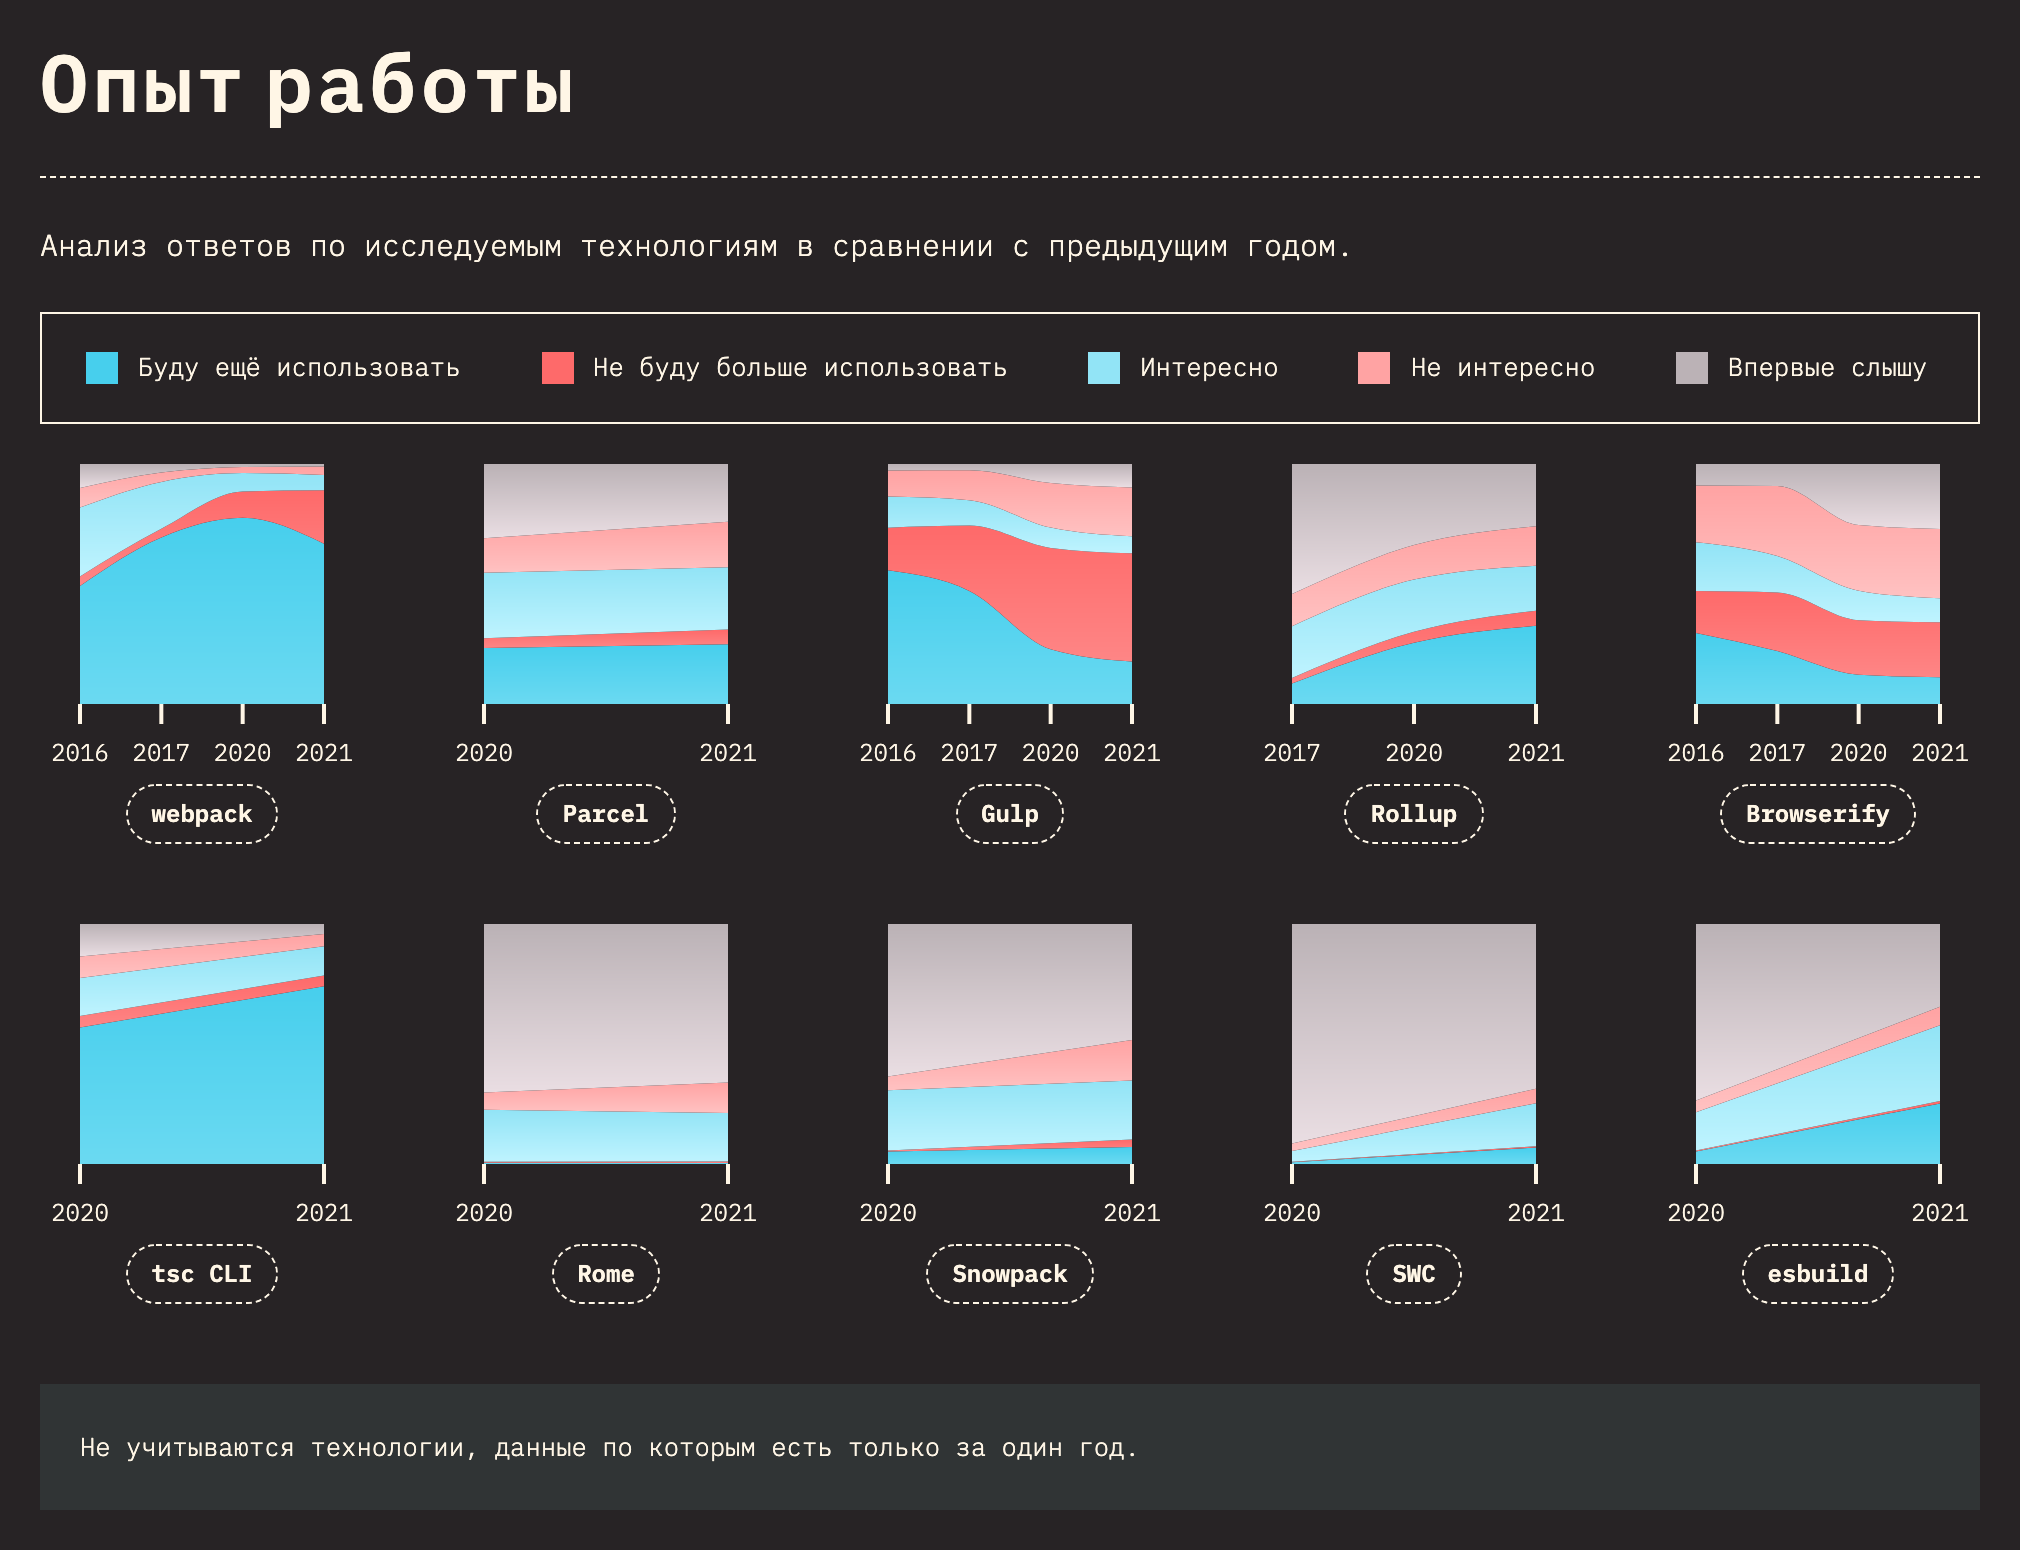 Опыт работы
Анализ ответов по исследуемым технологиям в сравнении с предыдущим годом.
Буду ещё использовать Не буду больше использовать Интересно Не интересно Впервые слышу
2016 2017 2020 2021 2020 2021 2016 2017 2020 2021 2017 2020 2021 2016 2017 2020 2021
webpack Parcel Gulp Rollup Browserify
2020 2021 2020 2021 2020 2021 2020 2021 2020 2021
tsc CLI Rome Snowpack SWC esbuild
Не учитываются технологии, данные по которым есть только за один год.